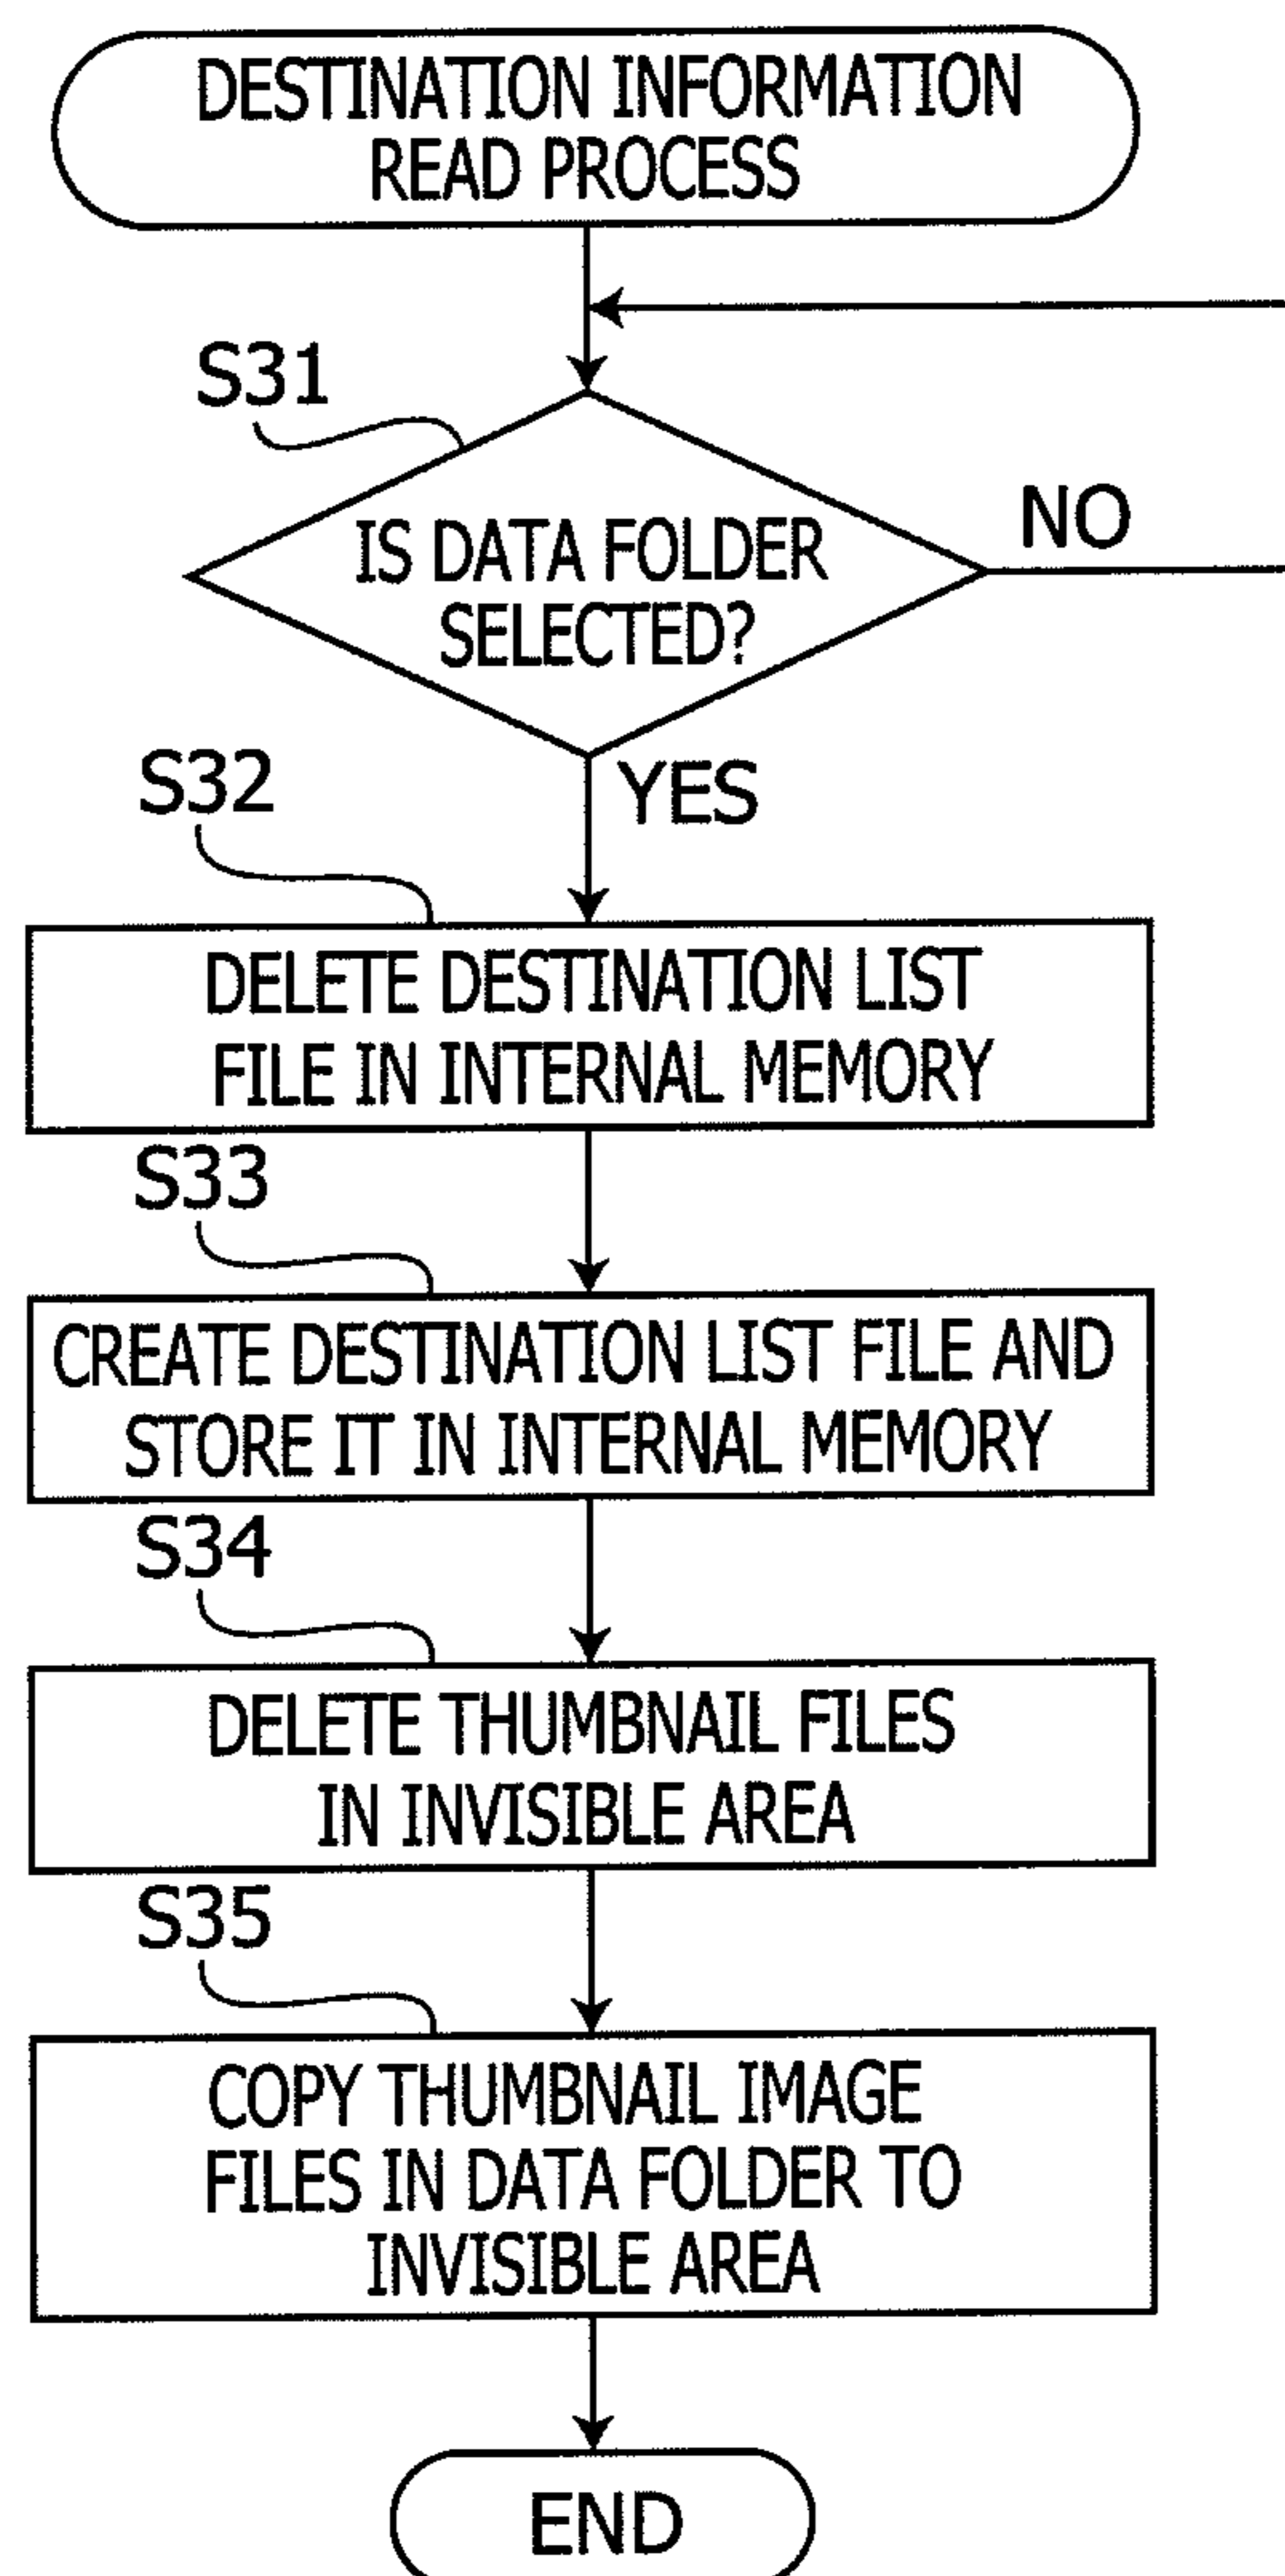 DESTINATION INFORMATION
READ PROCESS
S31
IS DATA FOLDER
SELECTED?
NO
YES
S32
DELETE DESTINATION LIST
FILE IN INTERNAL MEMORY
S33
CREATE DESTINATION LIST FILE AND
STORE IT IN INTERNAL MEMORY
S34
DELETE THUMBNAIL FILES
IN INVISIBLE AREA
S35
COPY THUMBNAIL IMAGE
FILES IN DATA FOLDER TO
INVISIBLE AREA
END